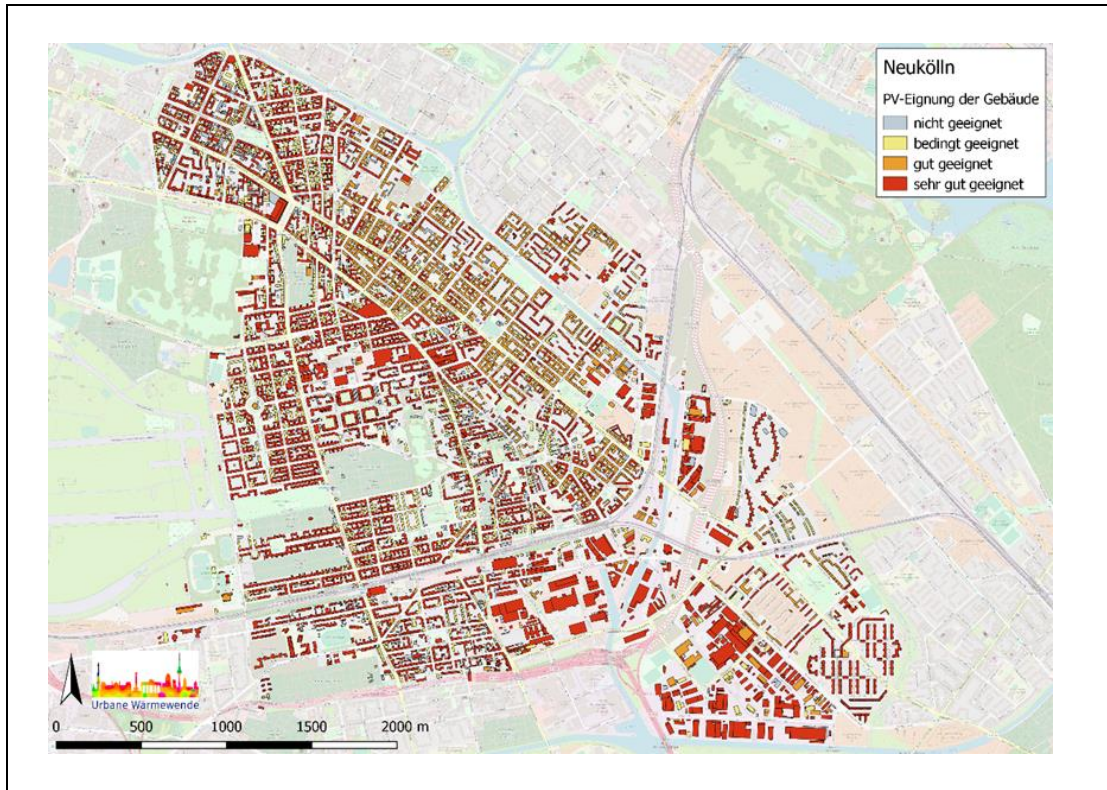 Neukölln
PV-Eignung der Gebäude
nicht geeignet
bedingt geeignet
gut geeignet
sehr gut geeignet
Urbane Wärmewende
0 500 1000 1500 2000 m